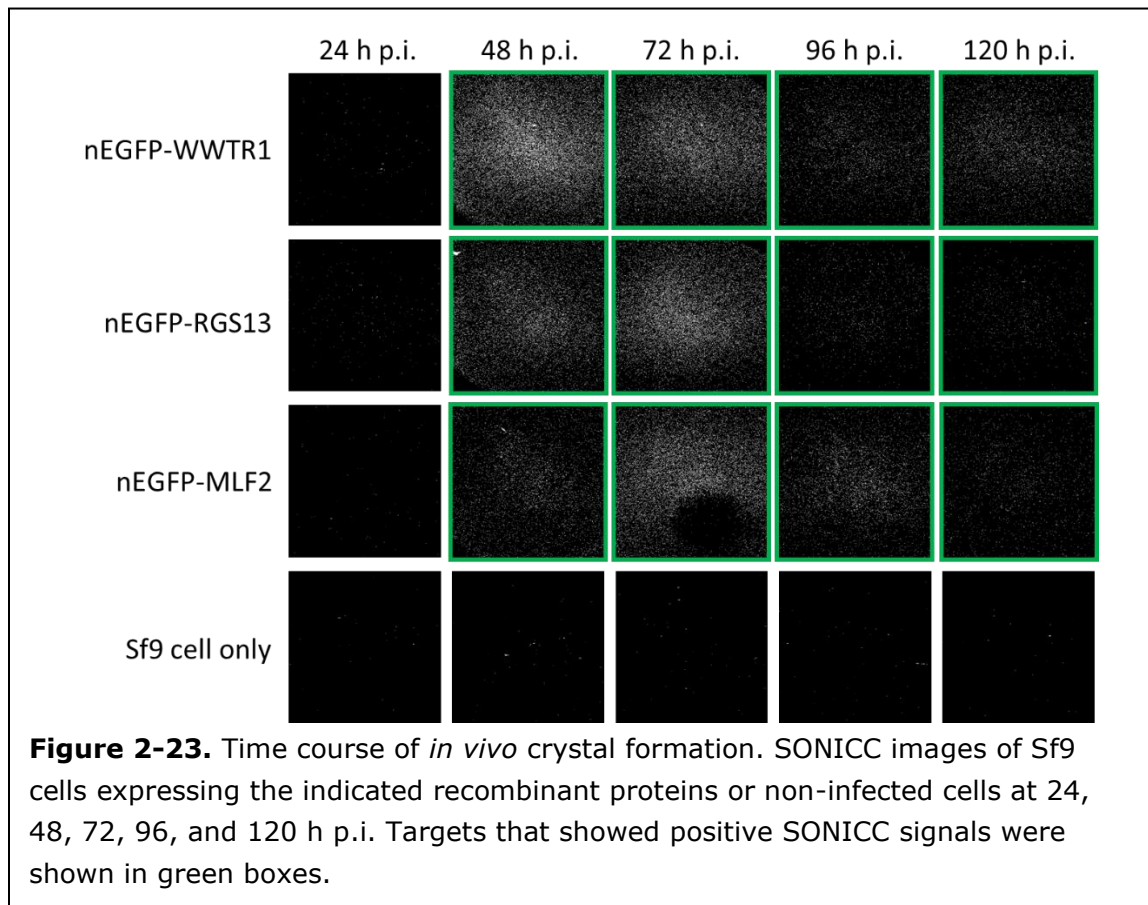 24 h p.i. 48 h p.i. 72 h p.i. 96 h p.i. 120 h p.i.
nEGFP-WWTR1
nEGFP-RGS13
nEGFP-MLF2
Sf9 cell only
Figure 2-23. Time course of in vivo crystal formation. SONICC images of Sf9
cells expressing the indicated recombinant proteins or non-infected cells at 24,
48, 72, 96, and 120 h p.i. Targets that showed positive SONICC signals were
shown in green boxes.